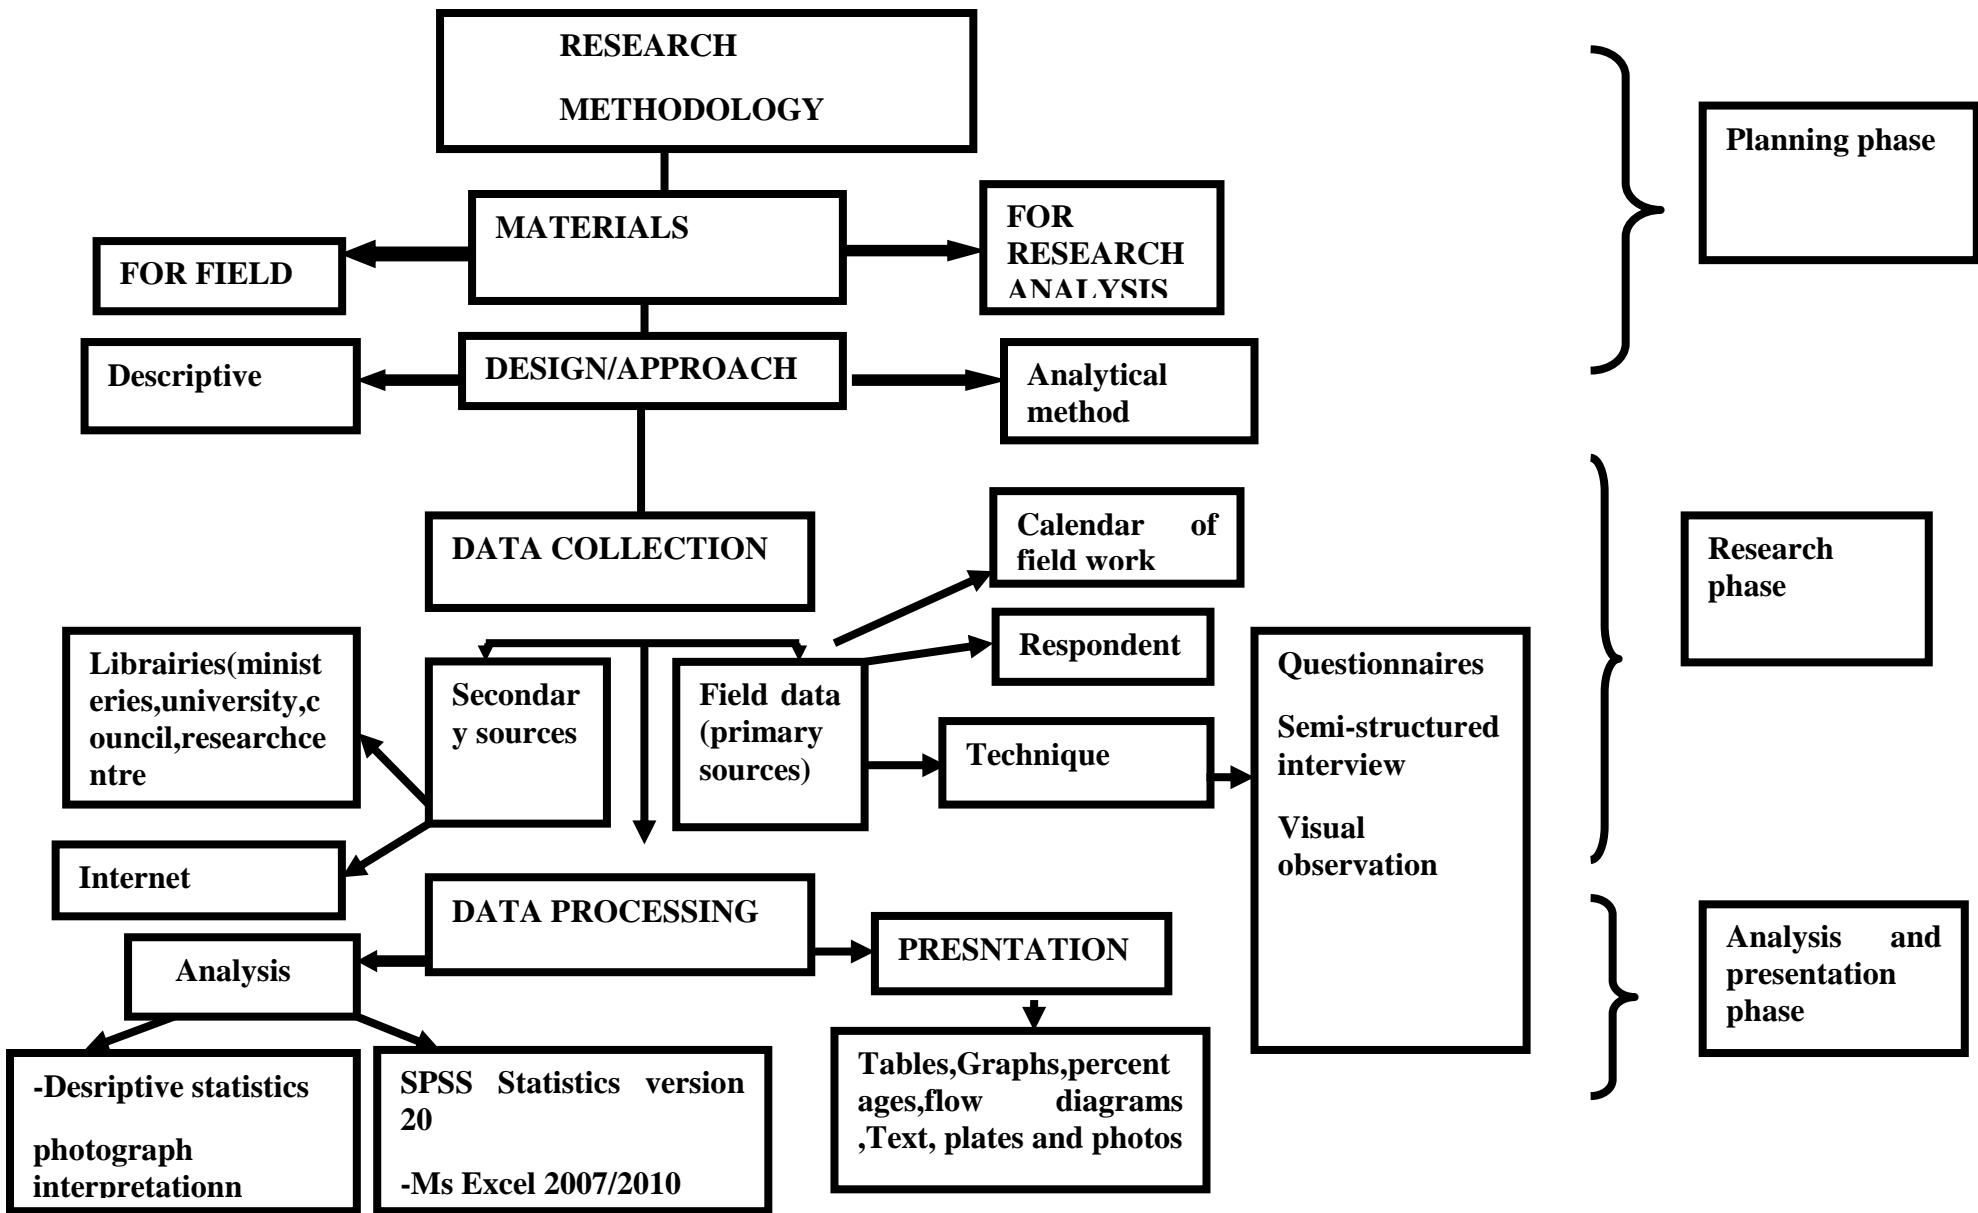 RESEARCH
METHODOLOGY
Planning phase
MATERIALS
FOR FIELD
FOR
RESEARCH
ANALYSIS
DESIGN/APPROACH
Descriptive
Analytical
method
DATA COLLECTION
Calendar of
field work
Research
phase
Librairies(minist
eries,university,c
ouncil,researchce
ntre
Secondar
y sources
Field data
(primary
sources)
Respondent
Technique
Questionnaires
Semi-structured
interview
Visual
observation
Internet
DATA PROCESSING
Analysis
PRESNTATION
Analysis and
presentation
phase
-Desriptive statistics
photograph
interpretationn
SPSS Statistics version
20
-Ms Excel 2007/2010
Tables,Graphs,percent
ages,flow diagrams
,Text, plates and photos